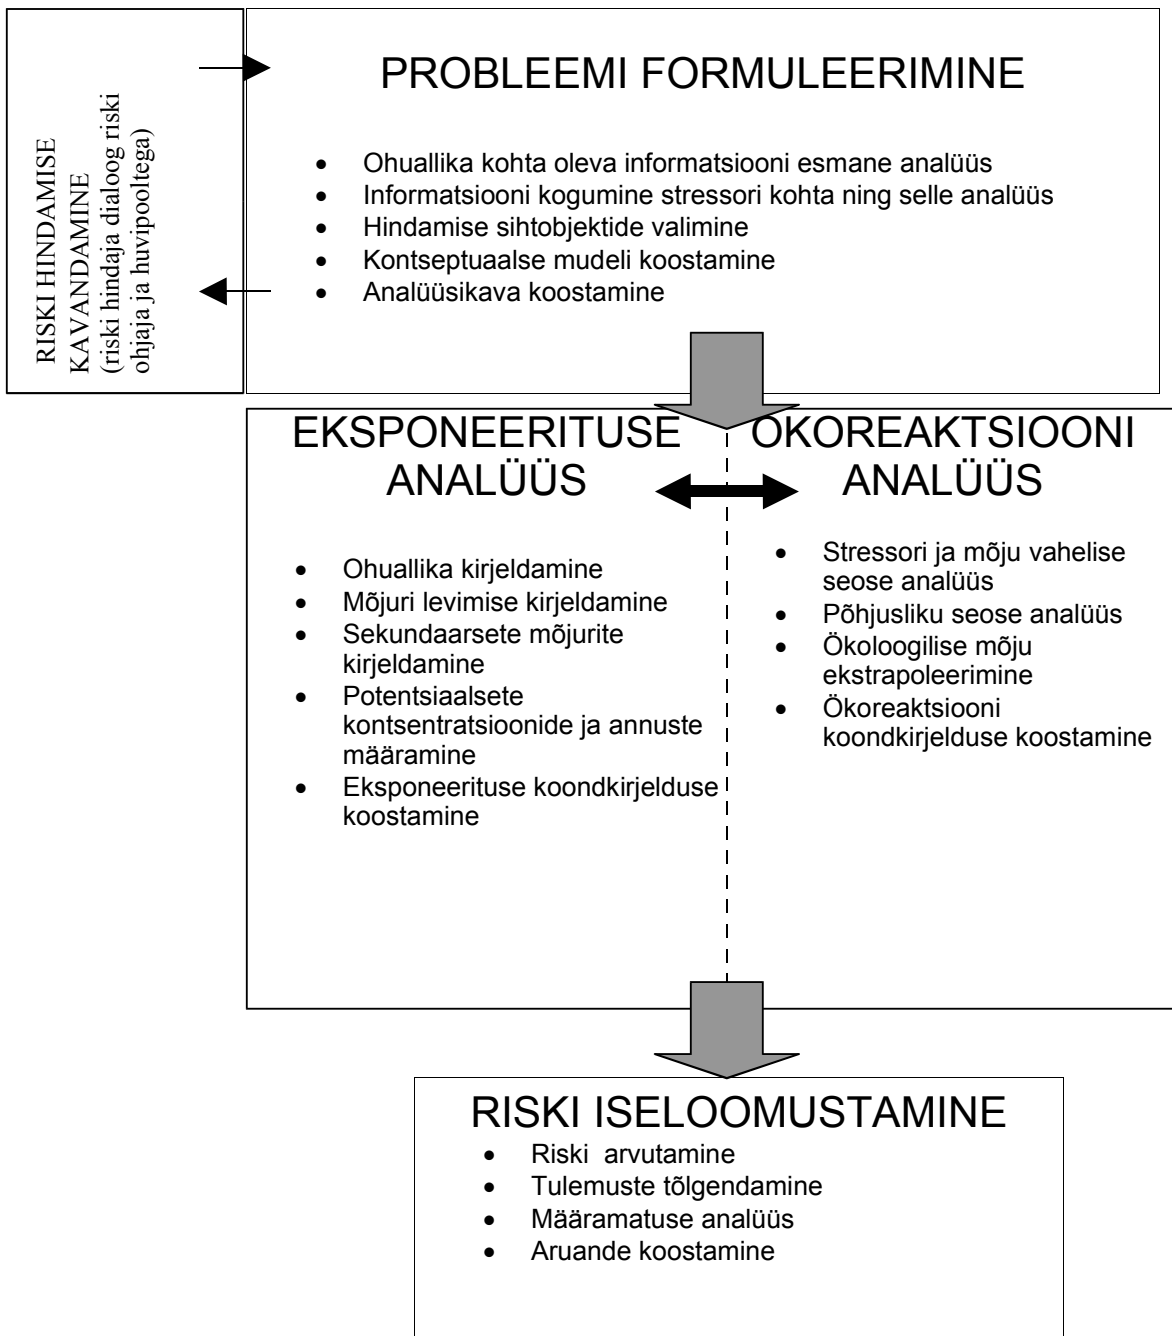 RISKI HINDAMISE
KAVANDAMINE
(riski hindaja dialoog riski
ohjaja ja huvipooltega)
PROBLEEMI FORMULEERIMINE
• Ohuallika kohta oleva informatsiooni esmane analüüs
• Informatsiooni kogumine stressori kohta ning selle analüüs
• Hindamise sihtobjektide valimine
• Kontseptuaalse mudeli koostamine
• Analüüsikava koostamine
EKSPONEERITUSE
ANALÜÜS
• Ohuallika kirjeldamine
• Mõjuri levimise kirjeldamine
• Sekundaarsete mõjurite
kirjeldamine
• Potentsiaalsete
kontsentratsioonide ja annuste
määramine
• Eksponeerituse koondkirjelduse
koostamine
ÖKOREAKTSIOONI
ANALÜÜS
• Stressori ja mõju vahelise
seose analüüs
• Põhjusliku seose analüüs
• Ökoloogilise mõju
ekstrapoleerimine
• Ökoreaktsiooni
koondkirjelduse koostamine
RISKI ISELOOMUSTAMINE
• Riski arvutamine
• Tulemuste tõlgendamine
• Määramatuse analüüs
• Aruande koostamine